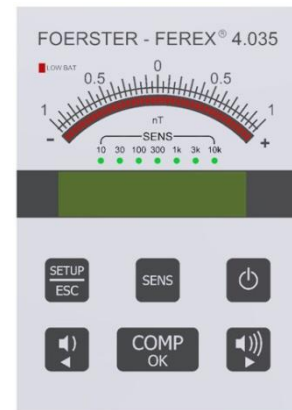 FOERSTER - FEREX® 4.035
LOW BAT
1 0.5 0 0.5 1
- nT +
SENS
10 30 100 300 1k 3k 10k
SETUP
ESC
SENS
COMP
OK